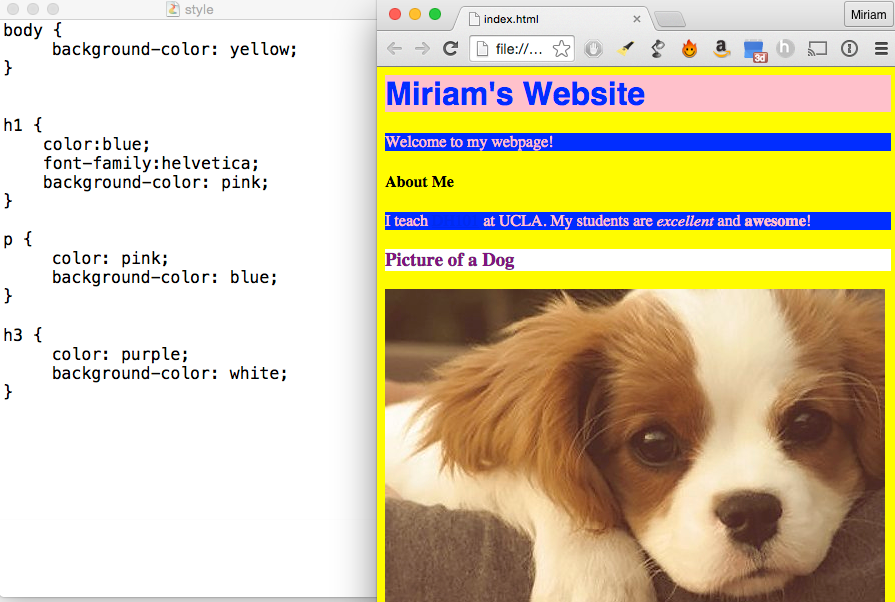 style
body {
background-color: yellow;
}
h1 {
color:blue;
font-family:helvetica;
background-color: pink;
}
p {
color: pink;
background-color: blue;
}
h3 {
color: purple;
background-color: white;
}
index.html
Miriam
file://...
3d
Miriam's Website
Welcome to my webpage!
About Me
I teach at UCLA. My students are excellent and awesome!
Picture of a Dog